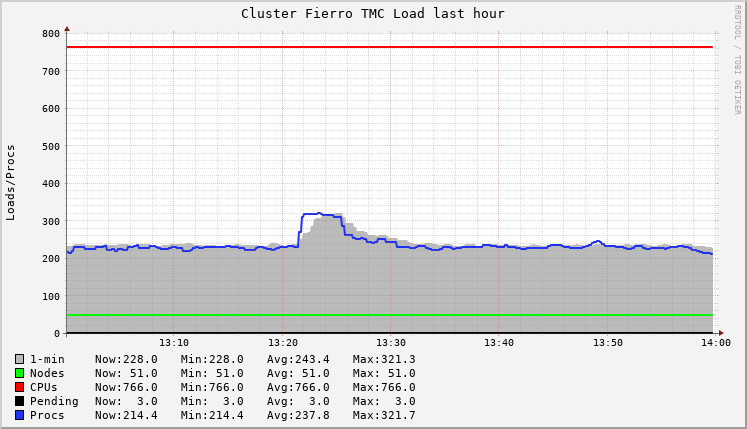 Cluster Fierro TMC Load last hour
RRDTOOL / TOBI OETIKER
Loads/Procs
800
700
600
500
400
300
200
100
0
13:10 13:20 13:30 13:40 13:50 14:00
1-min Now:228.0 Min:228.0 Avg:243.4 Max:321.3
Nodes Now: 51.0 Min: 51.0 Avg: 51.0 Max: 51.0
CPUs Now:766.0 Min:766.0 Avg:766.0 Max:766.0
Pending Now: 3.0 Min: 3.0 Avg: 3.0 Max: 3.0
Procs Now:214.4 Min:214.4 Avg:237.8 Max:321.7